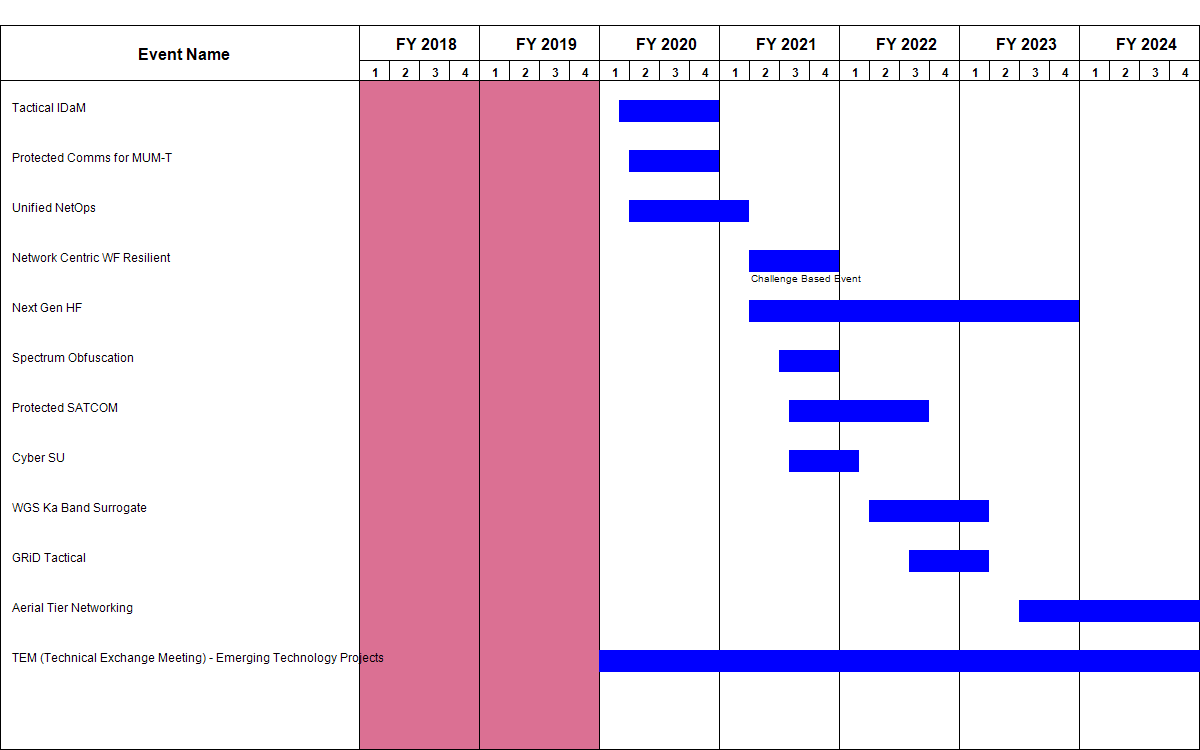 Event Name
FY 2018 FY 2019 FY 2020 FY 2021 FY 2022 FY 2023 FY 2024
1 2 3 4 1 2 3 4 1 2 3 4 1 2 3 4 1 2 3 4 1 2 3 4 1 2 3 4
Tactical IDaM
Protected Comms for MUM-T
Unified NetOps
Network Centric WF Resilient
Challenge Based Event
Next Gen HF
Spectrum Obfuscation
Protected SATCOM
Cyber SU
WGS Ka Band Surrogate
GRiD Tactical
Aerial Tier Networking
TEM (Technical Exchange Meeting) - Emerging Technology Projects